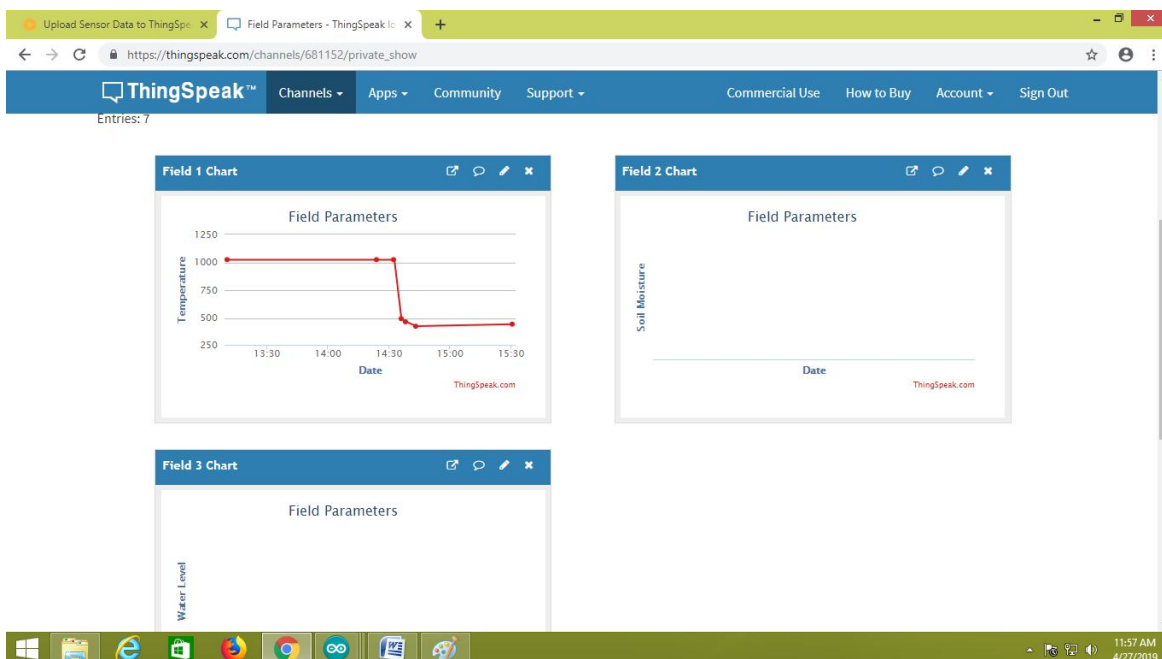 Upload Sensor Data to ThingSpe
Field Parameters - ThingSpeak Io
https://thingspeak.com/channels/681152/private_show
ThingSpeak™ Channels Apps Community Support Commercial Use How to Buy Account Sign Out
Entries: 7
Field 1 Chart
Field Parameters
1250
1000
750
500
250
Temperature
13:30 14:00 14:30 15:00 15:30
Date
ThingSpeak.com
Field 2 Chart
Field Parameters
Soil Moisture
Date
ThingSpeak.com
Field 3 Chart
Field Parameters
Water Level
11:57 AM
4/27/2019